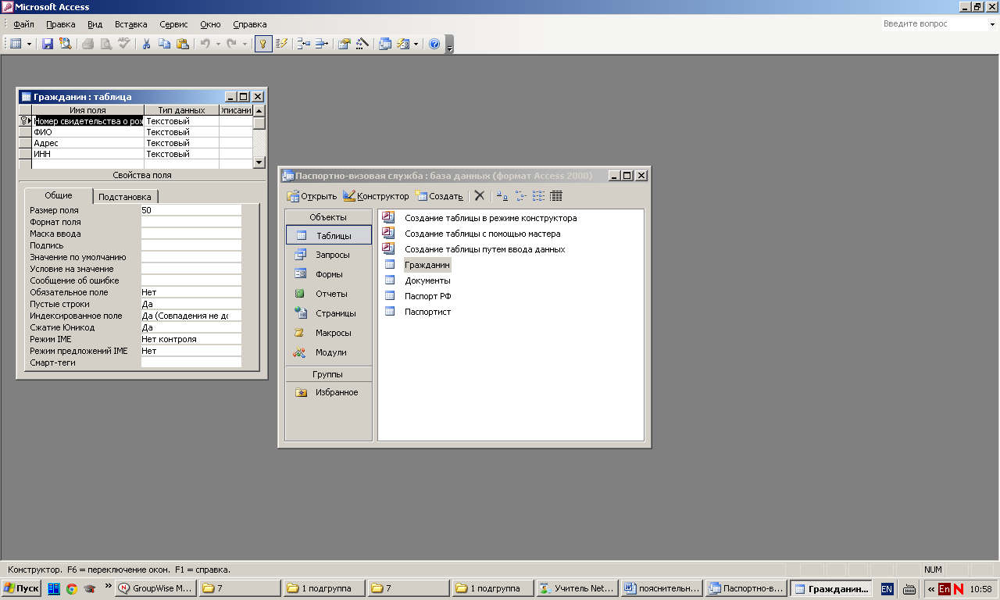 Microsoft Access
Файл Правка Вид Вставка Сервис Окно Справка
Введите вопрос
Гражданин : таблица
Имя поля Тип данных Описани
Номер свидетельства о рож Текстовый
ФИО Текстовый
Адрес Текстовый
ИНН Текстовый
Свойства поля
Общие Подстановка
Размер поля 50
Формат поля
Маска ввода
Подпись
Значение по умолчанию
Условие на значение
Сообщение об ошибке
Обязательное поле Нет
Пустые строки Да
Индексированное поле Да (Совпадения не до
Сжатие Юникод Да
Режим IME Нет контроля
Режим предложений IME Нет
Смарт-теги
Паспортно-визовая служба : база данных (формат Access 2000)
Открыть Конструктор Создать
Объекты
Таблицы
Запросы
Формы
Отчеты
Страницы
Макросы
Модули
Группы
Избранное
Создание таблицы в режиме конструктора
Создание таблицы с помощью мастера
Создание таблицы путем ввода данных
Гражданин
Документы
Паспорт РФ
Паспортист
Конструктор. F6 = переключение окон. F1 = справка.
NUM
Пуск
GroupWise M...
7
1 подгруппа
7
1 подгруппа
Учитель Net...
пояснительн...
Паспортно-в...
Гражданин...
EN
«
En
N
10:58